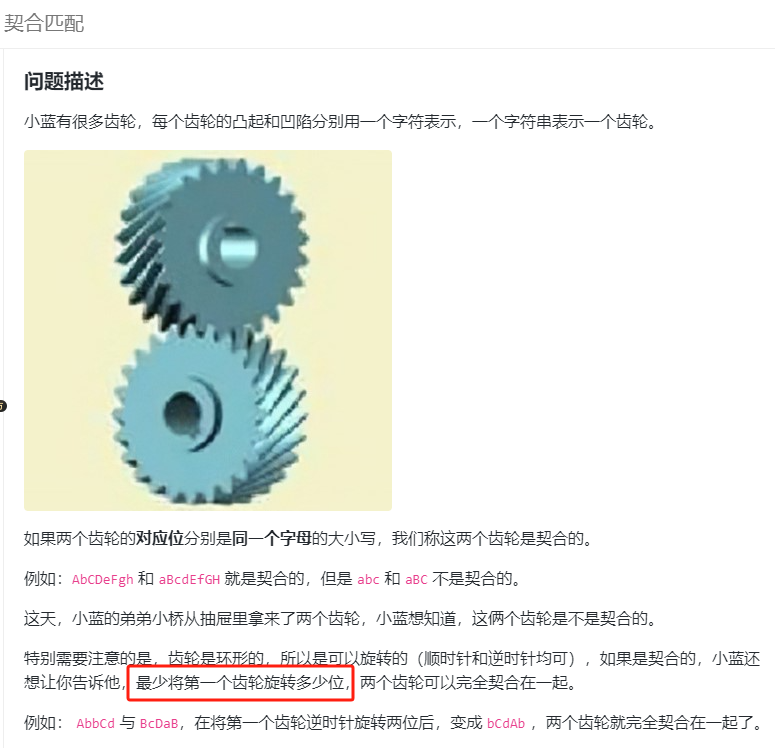 契合匹配
问题描述
小蓝有很多齿轮，每个齿轮的凸起和凹陷分别用一个字符表示，一个字符串表示一个齿轮。
如果两个齿轮的对应位分别是同一个字母的大小写，我们称这两个齿轮是契合的。
例如：AbCDeFgh 和 aBcdEfGH 就是契合的，但是 abc 和 aBC 不是契合的。
这天，小蓝的弟弟小桥从抽屉里拿来了两个齿轮，小蓝想知道，这俩个齿轮是不是契合的。
特别需要注意的是，齿轮是环形的，所以是可以旋转的（顺时针和逆时针均可），如果是契合的，小蓝还
想让你告诉他，最少将第一个齿轮旋转多少位，两个齿轮可以完全契合在一起。
例如： AbbCd 与 BcDaB，在将第一个齿轮逆时针旋转两位后，变成 bCdAb ，两个齿轮就完全契合在一起了。